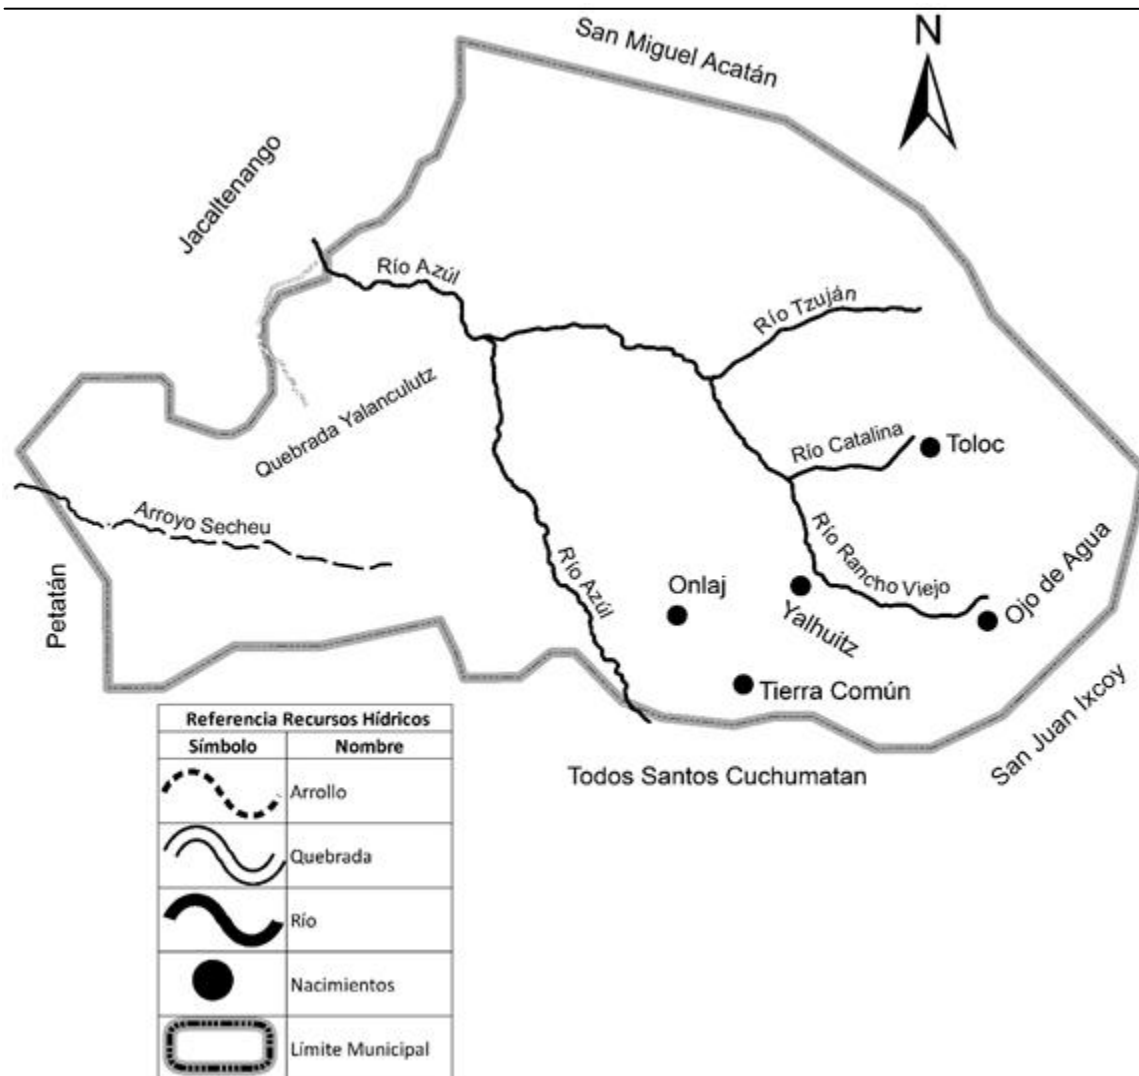 San Miguel Acatán
N
Jacaltenango
Río Azúl
Río Tzuján
Quebrada Yalanculutz
Río Catalina
Toloc
Arroyo Secheu
Río Rancho Viejo
Ojo de Agua
Río Azúl
Onlaj
Yalhuitz
Petatán
Tierra Común
San Juan Ixcoy
Todos Santos Cuchumatan
Referencia Recursos Hídricos
Símbolo Nombre
Arrollo
Quebrada
Río
Nacimientos
Límite Municipal